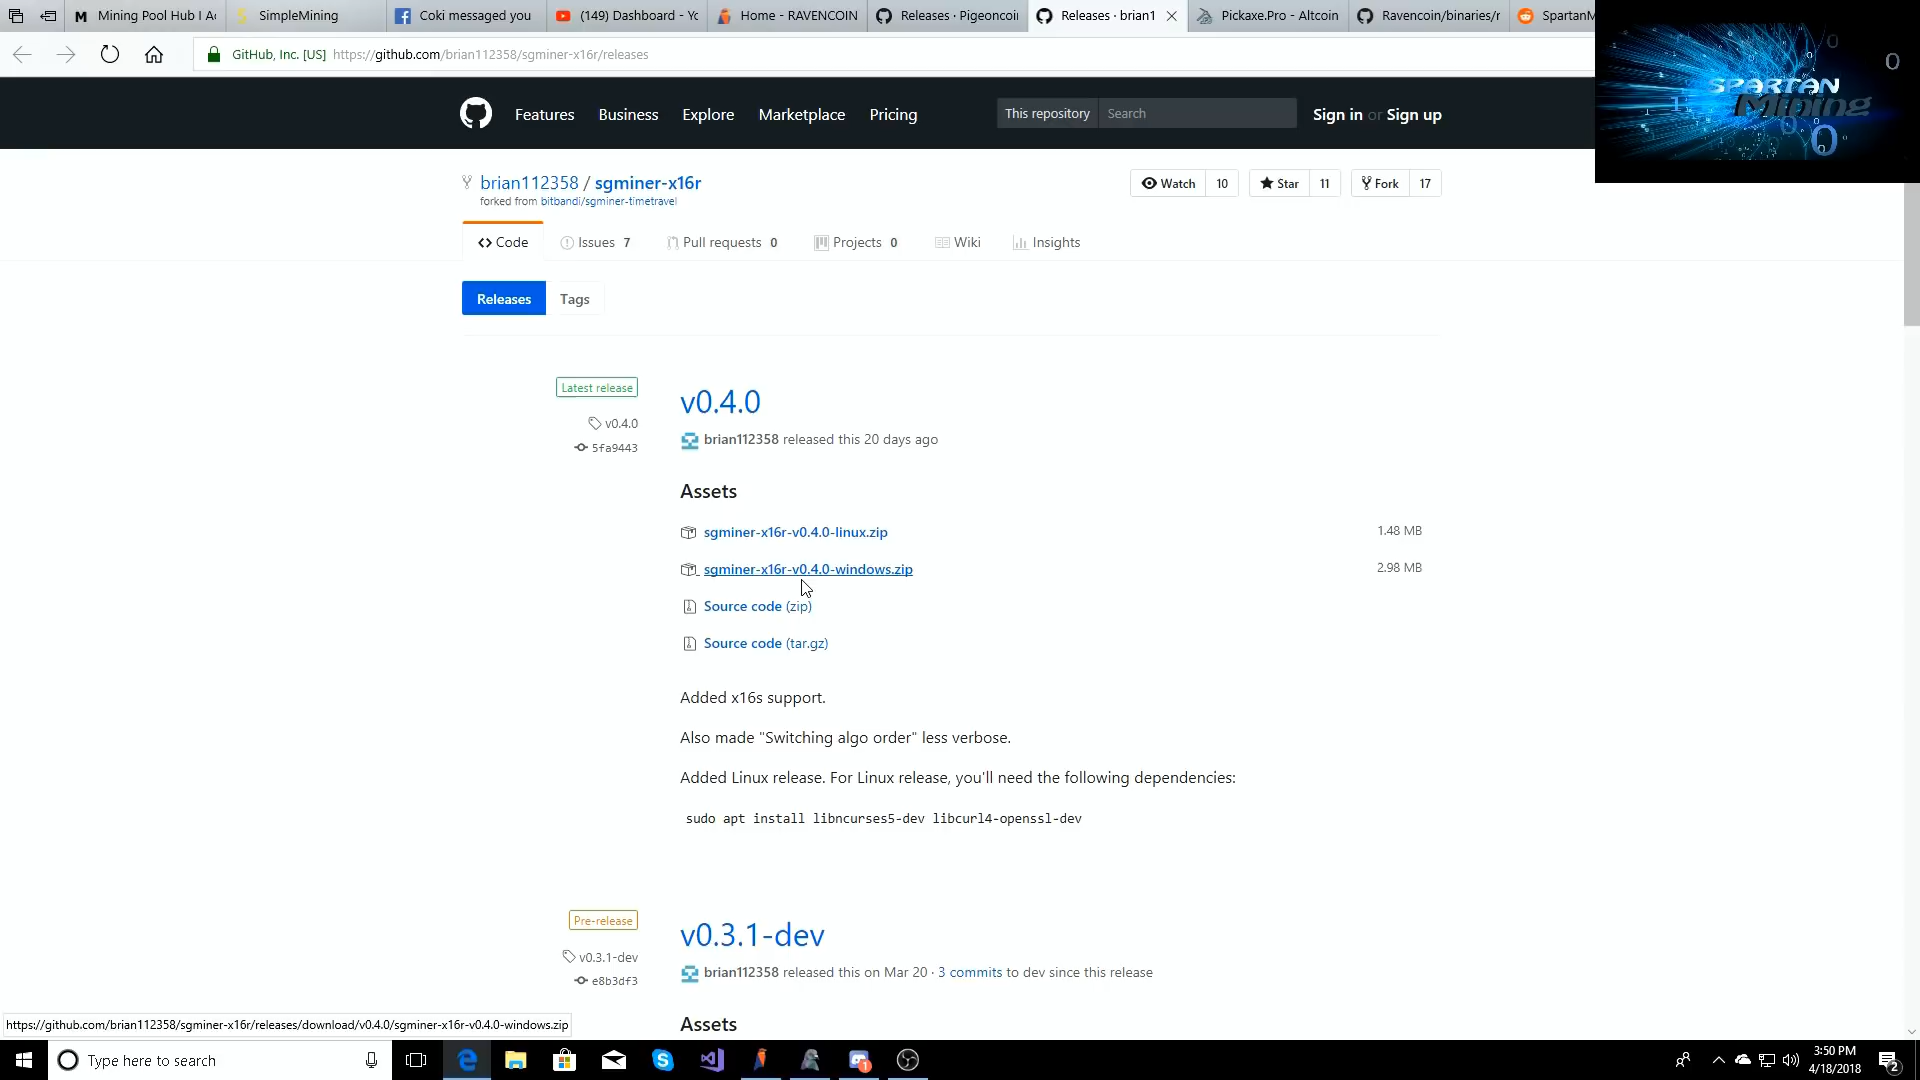 Mining Pool Hub I Ac
SimpleMining
Coki messaged you
(149) Dashboard - Yc
Home - RAVENCOIN
Releases · Pigeoncoin
Releases · brian1
Pickaxe.Pro - Altcoin
Ravencoin/binaries/r
SpartanM
GitHub, Inc. [US] https://github.com/brian112358/sgminer-x16r/releases
SPARTAN
Mining
Features
Business
Explore
Marketplace
Pricing
This repository
Search
Sign in or Sign up
brian112358 / sgminer-x16r
forked from bitbandi/sgminer-timetravel
Watch 10
Star 11
Fork 17
Code
Issues 7
Pull requests 0
Projects 0
Wiki
Insights
Releases
Tags
Latest release
v0.4.0
5fa9443
v0.4.0
brian112358 released this 20 days ago
Assets
sgminer-x16r-v0.4.0-linux.zip 1.48 MB
sgminer-x16r-v0.4.0-windows.zip 2.98 MB
Source code (zip)
Source code (tar.gz)
Added x16s support.
Also made "Switching algo order" less verbose.
Added Linux release. For Linux release, you'll need the following dependencies:
sudo apt install libncurses5-dev libcurl4-openssl-dev
Pre-release
v0.3.1-dev
e8b3df3
v0.3.1-dev
brian112358 released this on Mar 20 · 3 commits to dev since this release
Assets
https://github.com/brian112358/sgminer-x16r/releases/download/v0.4.0/sgminer-x16r-v0.4.0-windows.zip
Type here to search
3:50 PM
4/18/2018
2